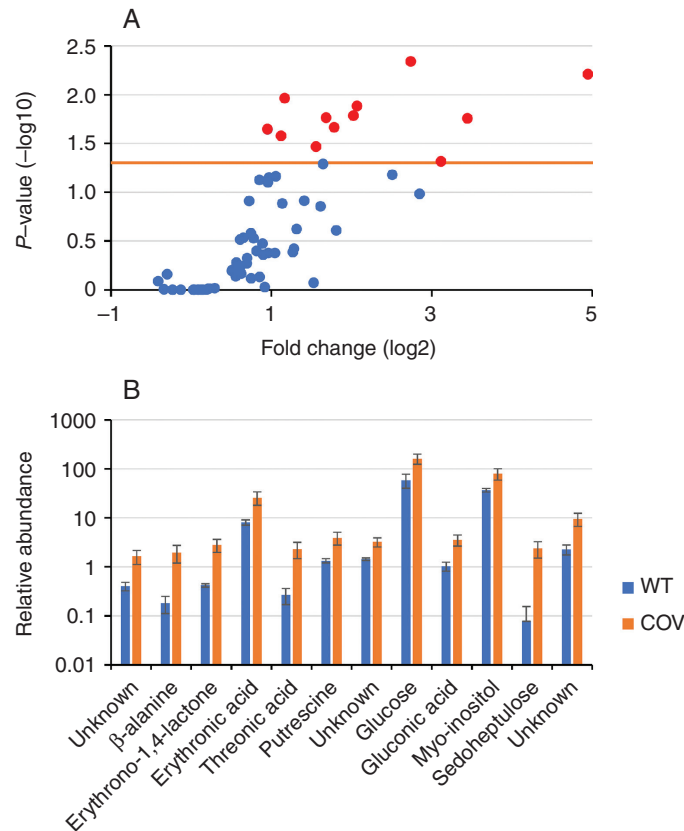 A
2.5
2.0
1.5
1.0
0.5
0
P–value (–log10)
–1
1
3
5
Fold change (log2)
B
1000
100
10
1
0.1
0.01
Relative abundance
WT
COV
Unknown
β-alanine
Erythrono-1,4-lactone
Erythronic acid
Threonic acid
Putrescine
Unknown
Glucose
Gluconic acid
Myo-inositol
Sedoheptulose
Unknown